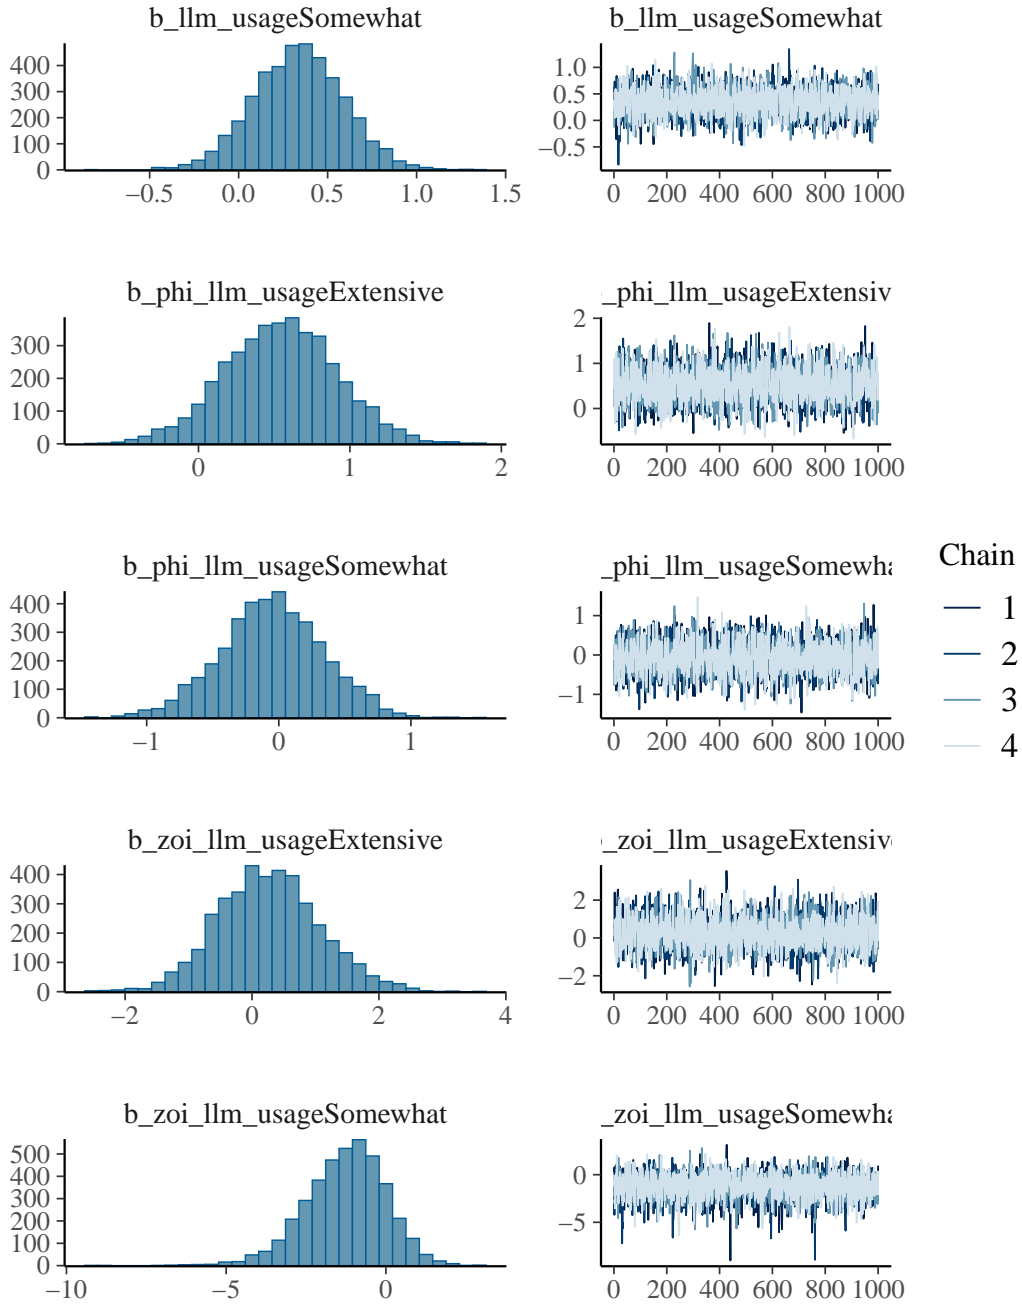 b_llm_usageSomewhat
400
300
200
100
0
−0.5 0.0 0.5 1.0 1.5
b_llm_usageSomewhat
1.0
0.5
0.0
−0.5
0 200 400 600 800 1000
b_phi_llm_usageExtensive
300
200
100
0
0 1 2
_phi_llm_usageExtensiv
2
1
0
0 200 400 600 800 1000
b_phi_llm_usageSomewhat
400
300
200
100
0
−1 0 1
_phi_llm_usageSomewha
1
0
−1
0 200 400 600 800 1000
b_zoi_llm_usageExtensive
400
300
200
100
0
−2 0 2 4
_zoi_llm_usageExtensive
2
0
−2
0 200 400 600 800 1000
b_zoi_llm_usageSomewhat
500
400
300
200
100
0
−10 −5 0
_zoi_llm_usageSomewha
0
−5
0 200 400 600 800 1000
Chain
1
2
3
4